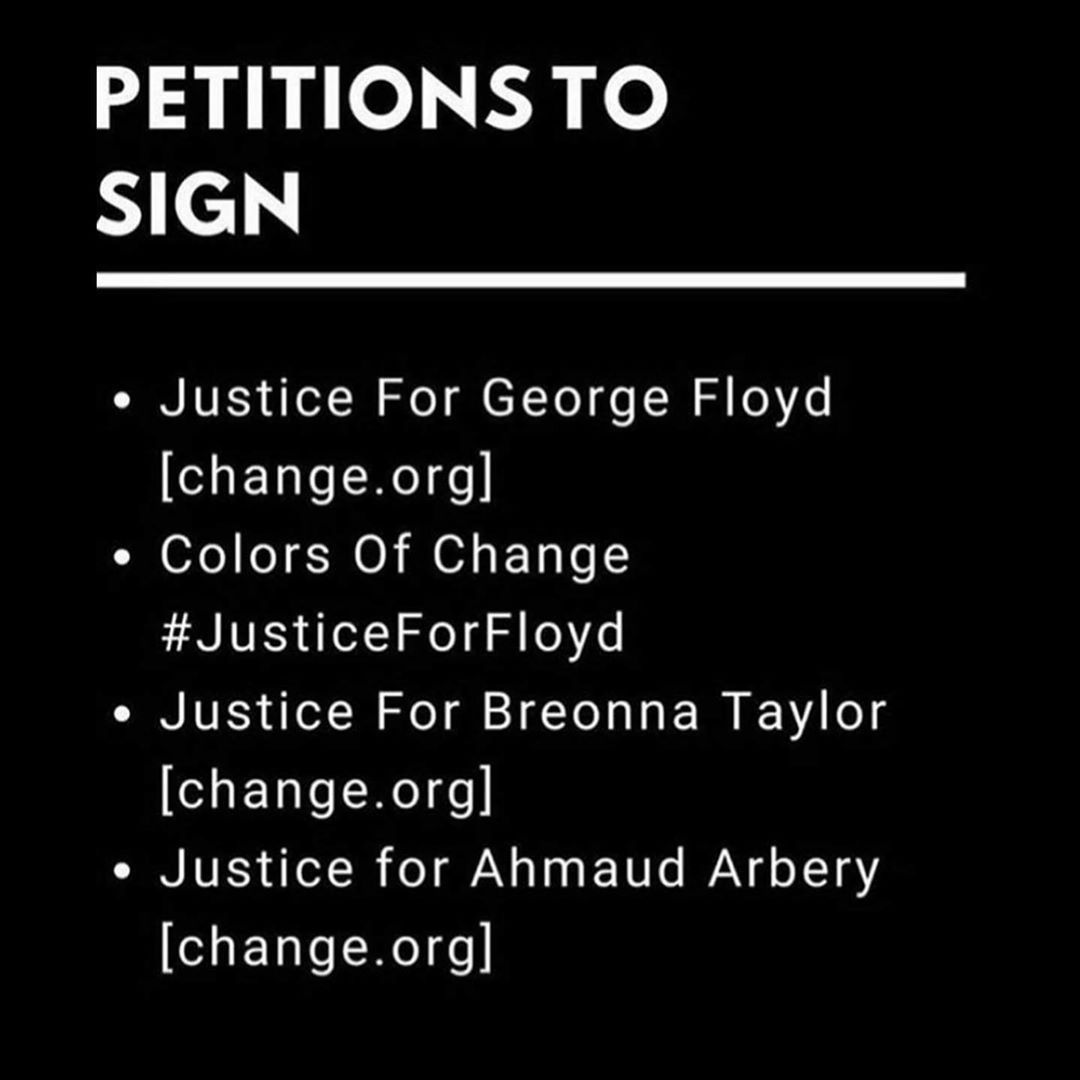 PETITIONS TO
SIGN
• Justice For George Floyd
[change.org]
• Colors Of Change
#JusticeForFloyd
• Justice For Breonna Taylor
[change.org]
• Justice for Ahmaud Arbery
[change.org]